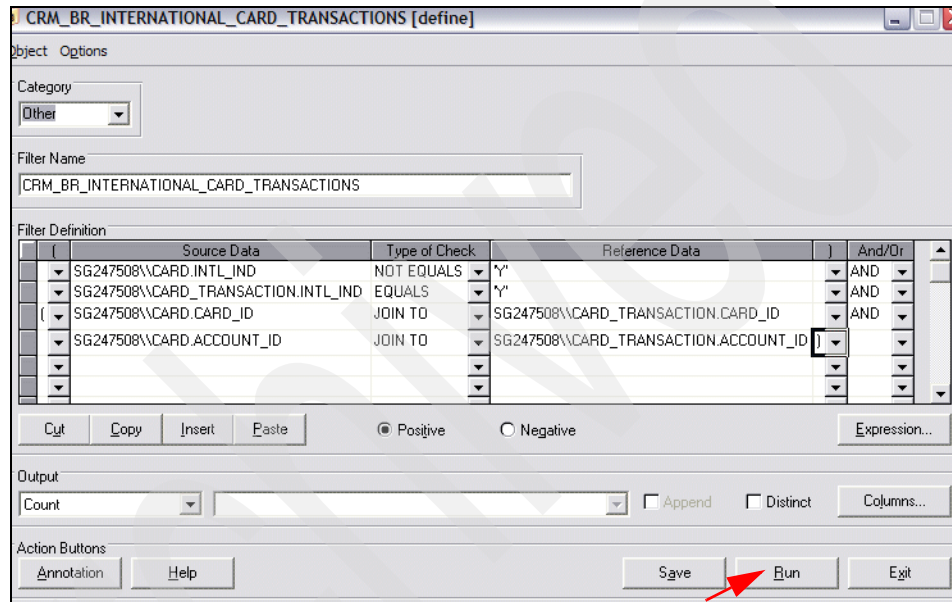 CRM_BR_INTERNATIONAL_CARD_TRANSACTIONS [define]
Object Options
Category
Other
Filter Name
CRM_BR_INTERNATIONAL_CARD_TRANSACTIONS
Filter Definition
( Source Data Type of Check Reference Data ) And/Or
SG247508\\CARD.INTL_IND NOT EQUALS 'Y' AND
SG247508\\CARD_TRANSACTION.INTL_IND EQUALS 'Y' AND
( SG247508\\CARD.CARD_ID JOIN TO SG247508\\CARD_TRANSACTION.CARD_ID AND
SG247508\\CARD.ACCOUNT_ID JOIN TO SG247508\\CARD_TRANSACTION.ACCOUNT_ID )
Cut Copy Insert Paste Positive Negative Expression...
Output
Count Append Distinct Columns...
Action Buttons
Annotation Help Save Run Exit